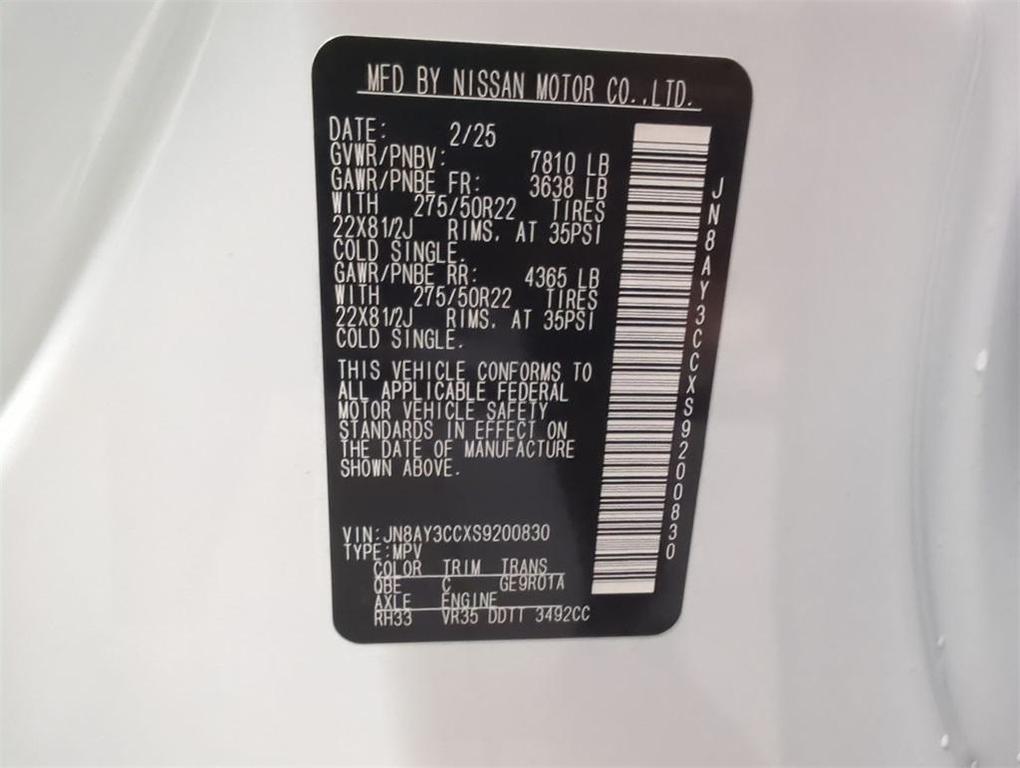 MFD BY NISSAN MOTOR CO.,LTD.
DATE: 2/25
GVWR/PNBV: 7810 LB
GAWR/PNBE FR: 3638 LB
WITH 275/50R22 TIRES
22X81/2J RIMS. AT 35PSI
COLD SINGLE.
GAWR/PNBE RR: 4365 LB
WITH 275/50R22 TIRES
22X81/2J RIMS. AT 35PSI
COLD SINGLE.
THIS VEHICLE CONFORMS TO
ALL APPLICABLE FEDERAL
MOTOR VEHICLE SAFETY
STANDARDS IN EFFECT ON
THE DATE OF MANUFACTURE
SHOWN ABOVE.
VIN:JN8AY3CCXS9200830
TYPE:MPV
COLOR TRIM TRANS
QBE C GE9R01A
AXLE ENGINE
RH33 VR35 DDTT 3492CC
JN8AY3CCXS9200830